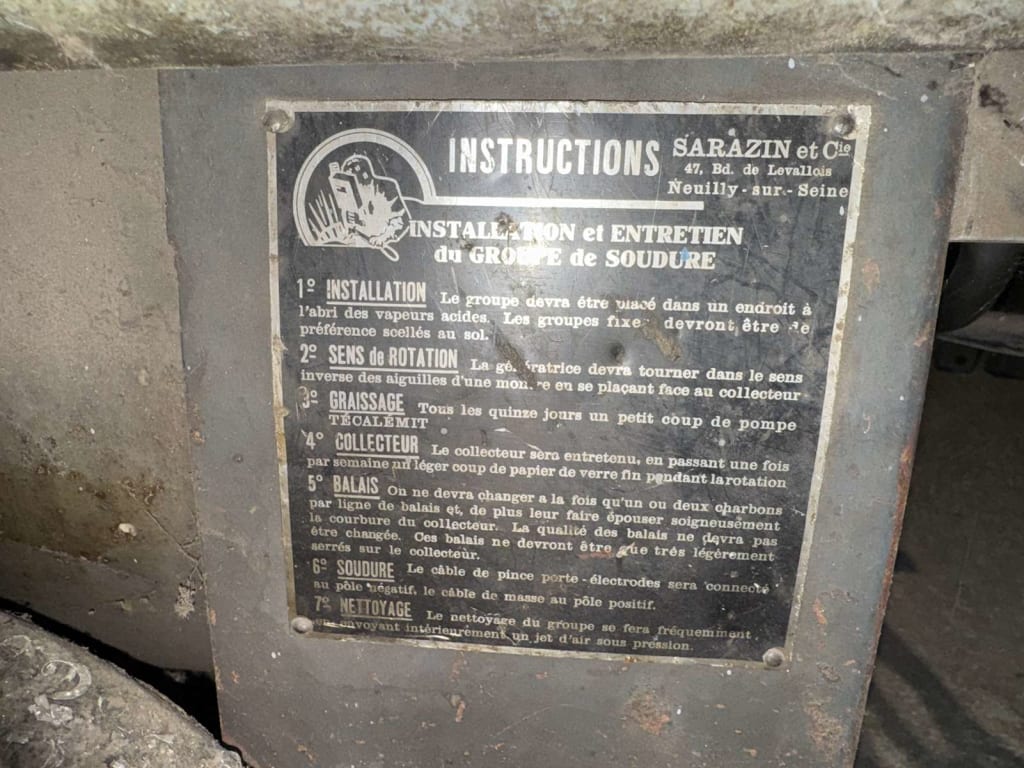 INSTRUCTIONS
SARAZIN et Cie
47, Bd. de Levallois
Neuilly-sur-Seine
INSTALLATION et ENTRETIEN
du GROUPE de SOUDURE
1° INSTALLATION Le groupe devra être placé dans un endroit à
l'abri des vapeurs acides. Les groupes fixes devront être de
préférence scellés au sol.
2° SENS de ROTATION La génératrice devra tourner dans le sens
inverse des aiguilles d'une montre en se plaçant face au collecteur
3° GRAISSAGE Tous les quinze jours un petit coup de pompe
TÉCALÉMIT
4° COLLECTEUR Le collecteur sera entretenu, en passant une fois
par semaine un léger coup de papier de verre fin pendant la rotation
5° BALAIS On ne devra changer a la fois qu'un ou deux charbons
par ligne de balais et, de plus leur faire épouser soigneusément
la courbure du collecteur. La qualité des balais ne devra pas
être changée. Ces balais ne devront être que très légérement
serrés sur le collecteur.
6° SOUDURE Le câble de pince porte-électrodes sera connecté
au pôle négatif, le câble de masse au pôle positif.
7° NETTOYAGE Le nettoyage du groupe se fera fréquemment
envoyant intérieurement un jet d'air sous pression.
2